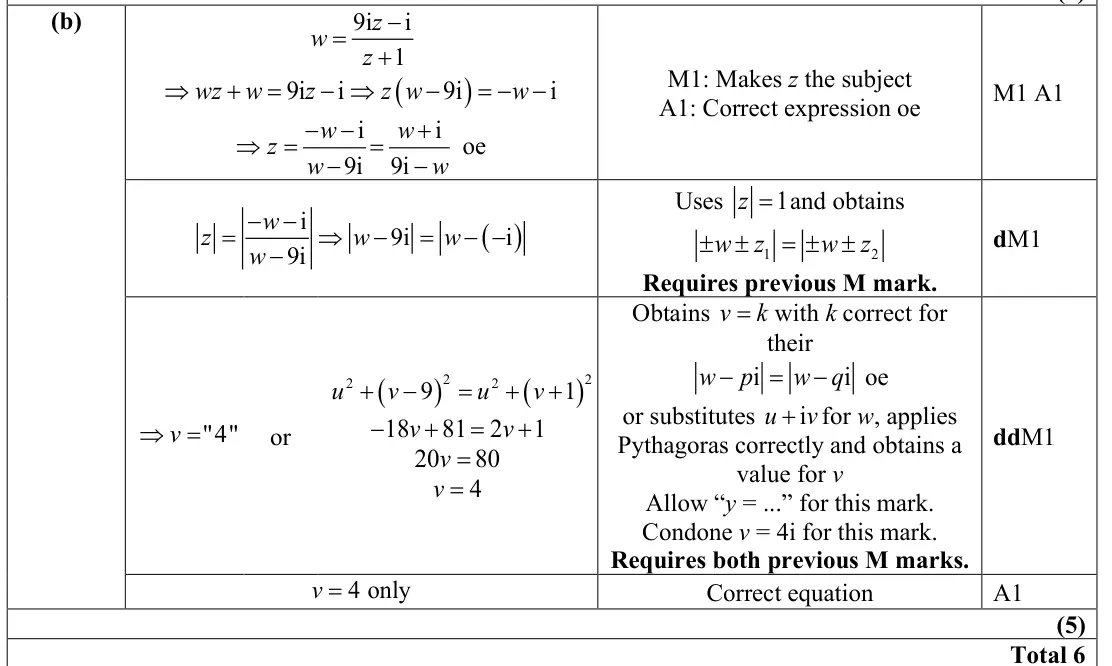 (b)
w = (9iz − i)/(z + 1)
⇒ wz + w = 9iz − i ⇒ z(w − 9i) = −w − i
⇒ z = (−w − i)/(w − 9i) = (w + i)/(9i − w) oe
M1: Makes z the subject
A1: Correct expression oe
M1 A1
|z| = |(−w − i)/(w − 9i)| ⇒ |w − 9i| = |w − (−i)|
Uses |z| = 1 and obtains
|±w ± z₁| = |±w ± z₂|
Requires previous M mark.
dM1
⇒ v = "4" or
u² + (v − 9)² = u² + (v + 1)²
−18v + 81 = 2v + 1
20v = 80
v = 4
Obtains v = k with k correct for
their
|w − pi| = |w − qi| oe
or substitutes u + iv for w, applies
Pythagoras correctly and obtains a
value for v
Allow “y = ...” for this mark.
Condone v = 4i for this mark.
Requires both previous M marks.
ddM1
v = 4 only
Correct equation
A1
(5)
Total 6